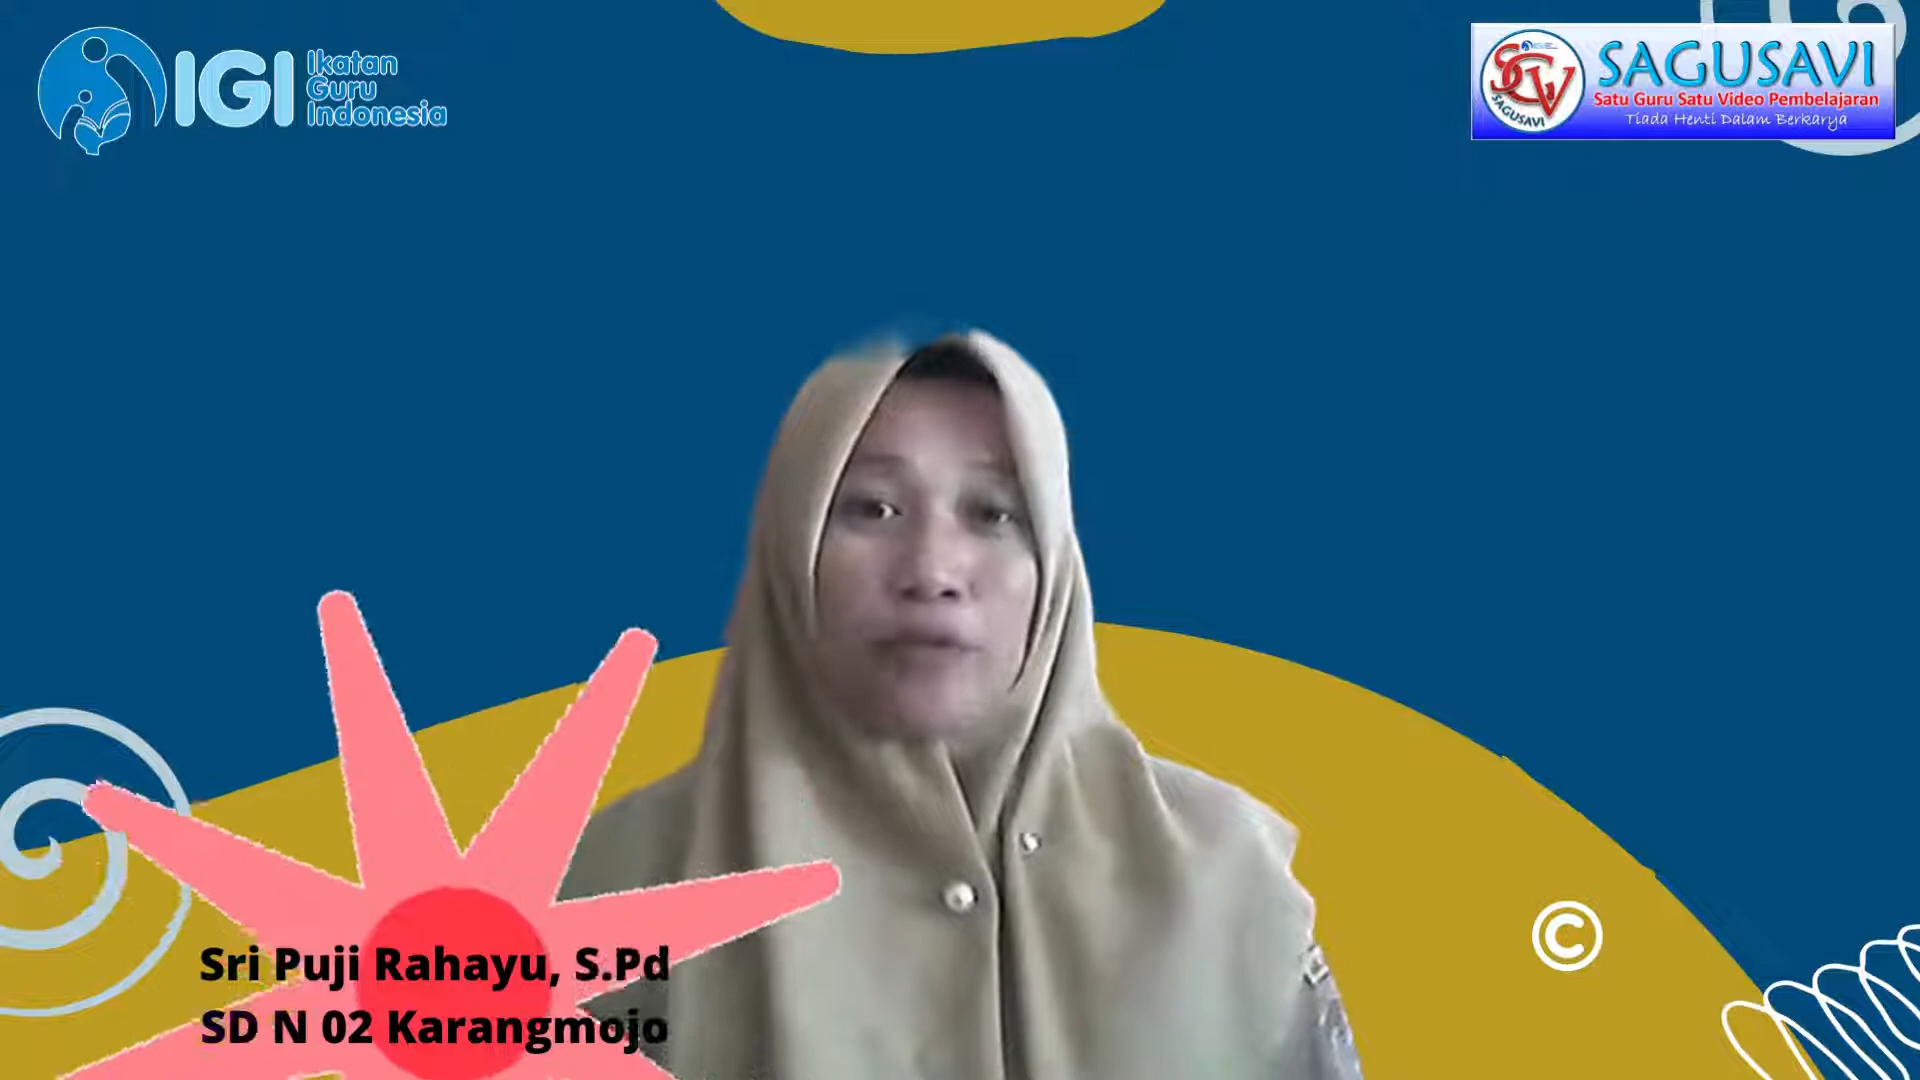 IGI
Ikatan
Guru
Indonesia
SGV
SAGUSAVI
SAGUSAVI
Satu Guru Satu Video Pembelajaran
Tiada Henti Dalam Berkarya
©
Sri Puji Rahayu, S.Pd
SD N 02 Karangmojo